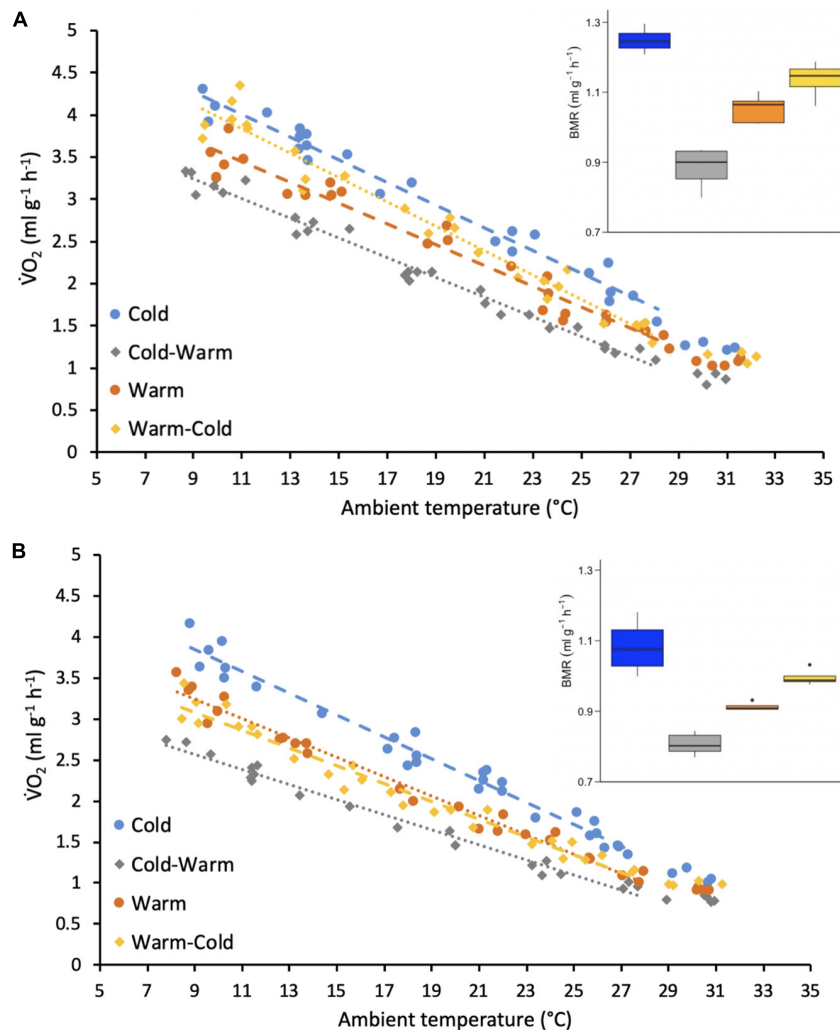 A
V̇O₂ (ml g⁻¹ h⁻¹)
5
4.5
4
3.5
3
2.5
2
1.5
1
0.5
0
Cold
Cold-Warm
Warm
Warm-Cold
BMR (ml g⁻¹ h⁻¹)
1.3
1.1
0.9
0.7
5 7 9 11 13 15 17 19 21 23 25 27 29 31 33 35
Ambient temperature (°C)
B
V̇O₂ (ml g⁻¹ h⁻¹)
5
4.5
4
3.5
3
2.5
2
1.5
1
0.5
0
Cold
Cold-Warm
Warm
Warm-Cold
BMR (ml g⁻¹ h⁻¹)
1.3
1.1
0.9
0.7
5 7 9 11 13 15 17 19 21 23 25 27 29 31 33 35
Ambient temperature (°C)